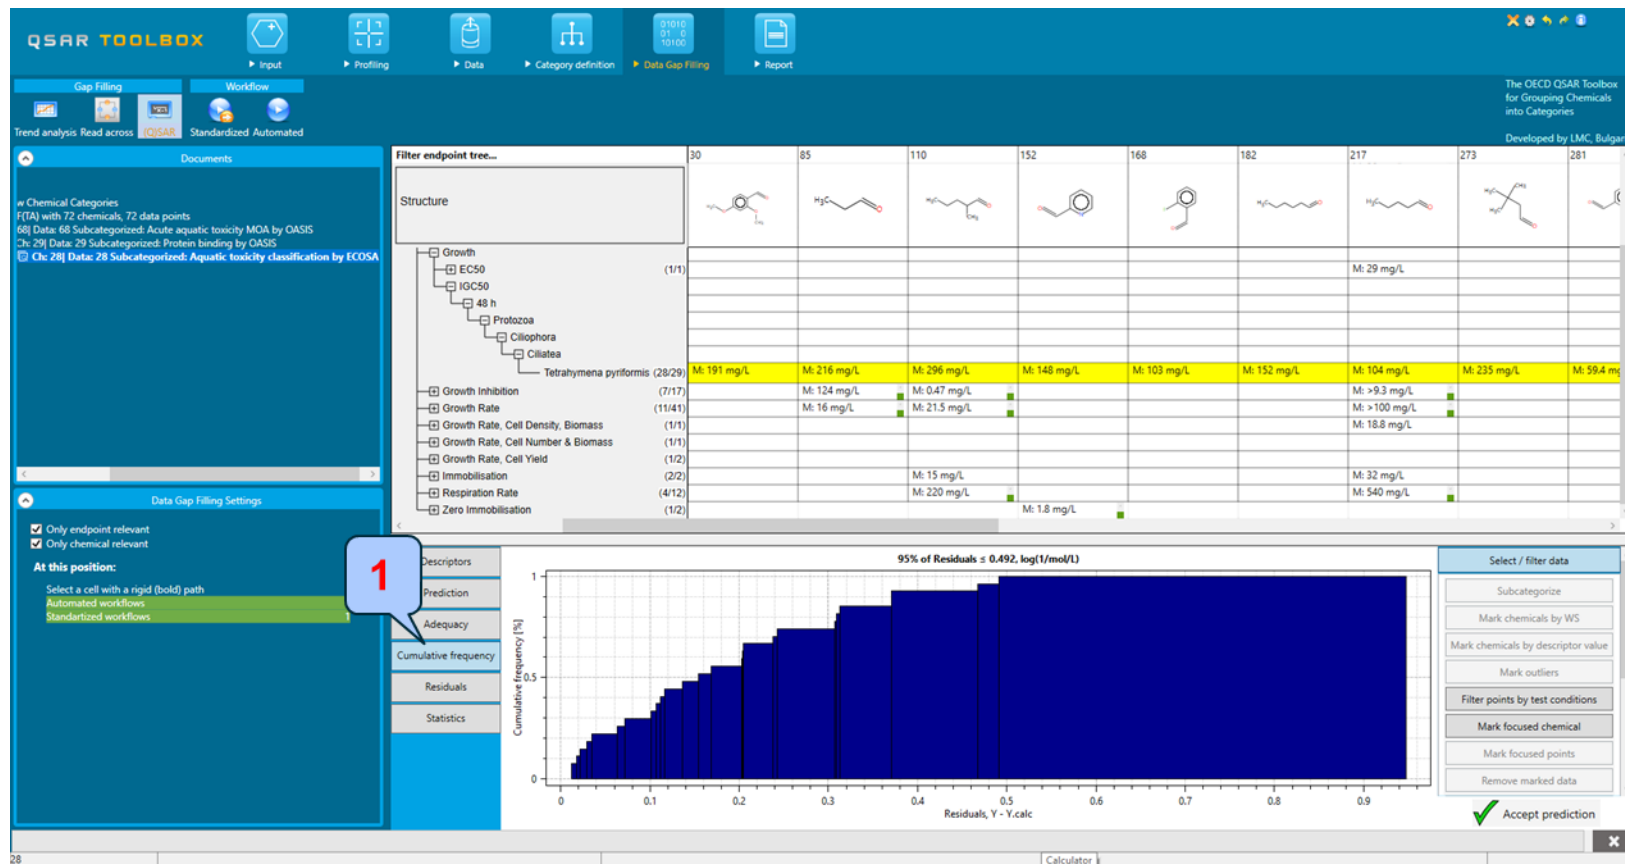 QSAR TOOLBOX
Input
Profiling
Data
Category definition
Data Gap Filling
Report
01010
01 0
10100
Gap Filling
Workflow
Trend analysis
Read across
(Q)SAR
Standardized
Automated
The OECD QSAR Toolbox
for Grouping Chemicals
into Categories
Developed by LMC, Bulgar
Documents
w Chemical Categories
F(TA) with 72 chemicals, 72 data points
68| Data: 68 Subcategorized: Acute aquatic toxicity MOA by OASIS
Ch: 29| Data: 29 Subcategorized: Protein binding by OASIS
Ch: 28| Data: 28 Subcategorized: Aquatic toxicity classification by ECOSA
Data Gap Filling Settings
Only endpoint relevant
Only chemical relevant
At this position:
Select a cell with a rigid (bold) path
Automated workflows
Standartized workflows 1
Filter endpoint tree... 30 85 110 152 168 182 217 273 281
Structure
Growth
EC50 (1/1) M: 29 mg/L
IGC50
48 h
Protozoa
Ciliophora
Ciliatea
Tetrahymena pyriformis (28/29) M: 191 mg/L M: 216 mg/L M: 296 mg/L M: 148 mg/L M: 103 mg/L M: 152 mg/L M: 104 mg/L M: 235 mg/L M: 59.4 mg
Growth Inhibition (7/17) M: 124 mg/L M: 0.47 mg/L M: >9.3 mg/L
Growth Rate (11/41) M: 16 mg/L M: 21.5 mg/L M: >100 mg/L
Growth Rate, Cell Density, Biomass (1/1) M: 18.8 mg/L
Growth Rate, Cell Number & Biomass (1/1)
Growth Rate, Cell Yield (1/2)
Immobilisation (2/2) M: 15 mg/L M: 32 mg/L
Respiration Rate (4/12) M: 220 mg/L M: 540 mg/L
Zero Immobilisation (1/2) M: 1.8 mg/L
1
Descriptors
Prediction
Adequacy
Cumulative frequency
Residuals
Statistics
95% of Residuals ≤ 0.492, log(1/mol/L)
Cumulative frequency [%]
1
0.5
0
0 0.1 0.2 0.3 0.4 0.5 0.6 0.7 0.8 0.9
Residuals, Y - Y.calc
Select / filter data
Subcategorize
Mark chemicals by WS
Mark chemicals by descriptor value
Mark outliers
Filter points by test conditions
Mark focused chemical
Mark focused points
Remove marked data
Accept prediction
28
Calculator